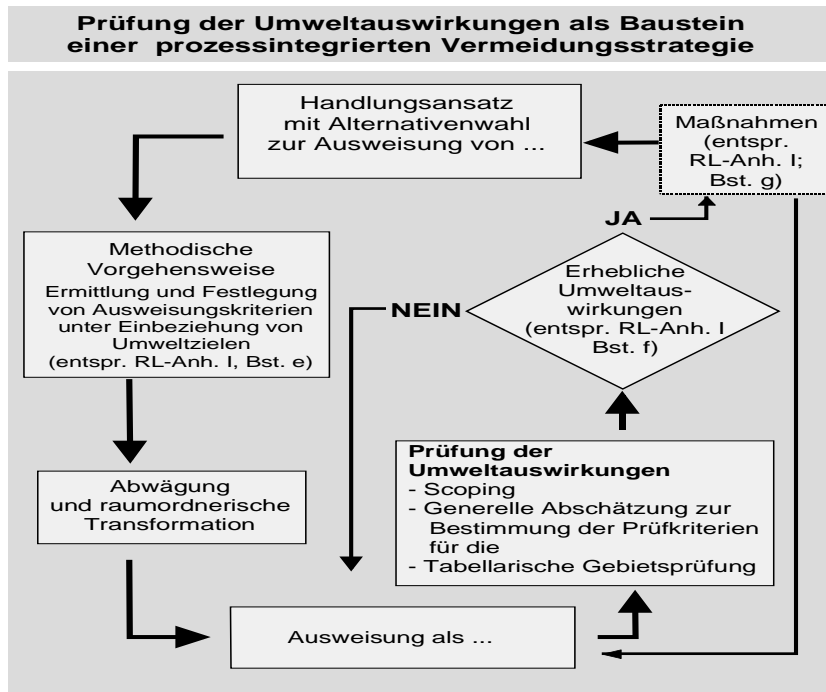 Prüfung der Umweltauswirkungen als Baustein
einer prozessintegrierten Vermeidungsstrategie
Handlungsansatz
mit Alternativenwahl
zur Ausweisung von ...
Maßnahmen
(entspr.
RL-Anh. I;
Bst. g)
JA
Methodische
Vorgehensweise
Ermittlung und Festlegung
von Ausweisungskriterien
unter Einbeziehung von
Umweltzielen
(entspr. RL-Anh. I, Bst. e)
NEIN
Erhebliche
Umweltaus-
wirkungen
(entspr. RL-Anh. I
Bst. f)
Abwägung
und raumordnerische
Transformation
Prüfung der
Umweltauswirkungen
- Scoping
- Generelle Abschätzung zur
Bestimmung der Prüfkriterien
für die
- Tabellarische Gebietsprüfung
Ausweisung als ...